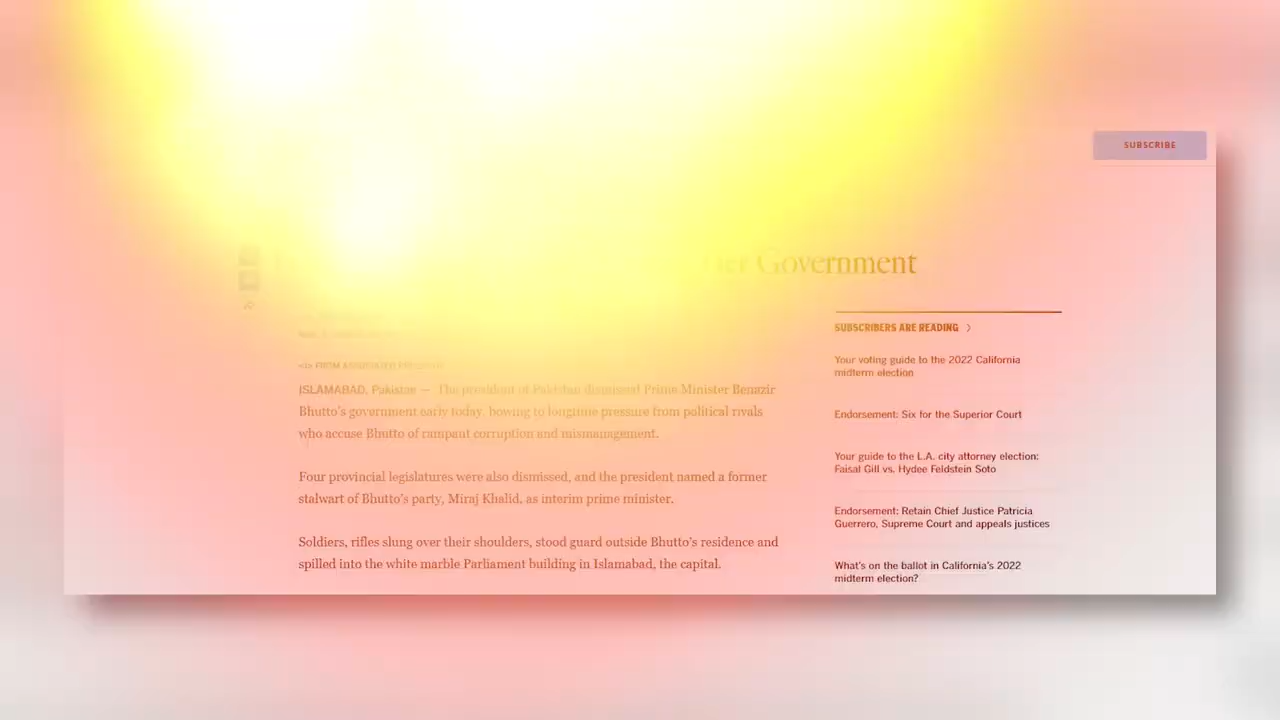 SUBSCRIBE
Government
FROM ASSOCIATED
ISLAMABAD, Pakistan — The president of Pakistan dismissed Prime Minister Benazir
Bhutto's government early today, bowing to longtime pressure from political rivals
who accuse Bhutto of rampant corruption and mismanagement.
Four provincial legislatures were also dismissed, and the president named a former
stalwart of Bhutto's party, Miraj Khalid, as interim prime minister.
Soldiers, rifles slung over their shoulders, stood guard outside Bhutto's residence and
spilled into the white marble Parliament building in Islamabad, the capital.
SUBSCRIBERS ARE READING
Your voting guide to the 2022 California
midterm election
Endorsement: Six for the Superior Court
Your guide to the L.A. city attorney election:
Faisal Gill vs. Hydee Feldstein Soto
Endorsement: Retain Chief Justice Patricia
Guerrero, Supreme Court and appeals justices
What's on the ballot in California's 2022
midterm election?